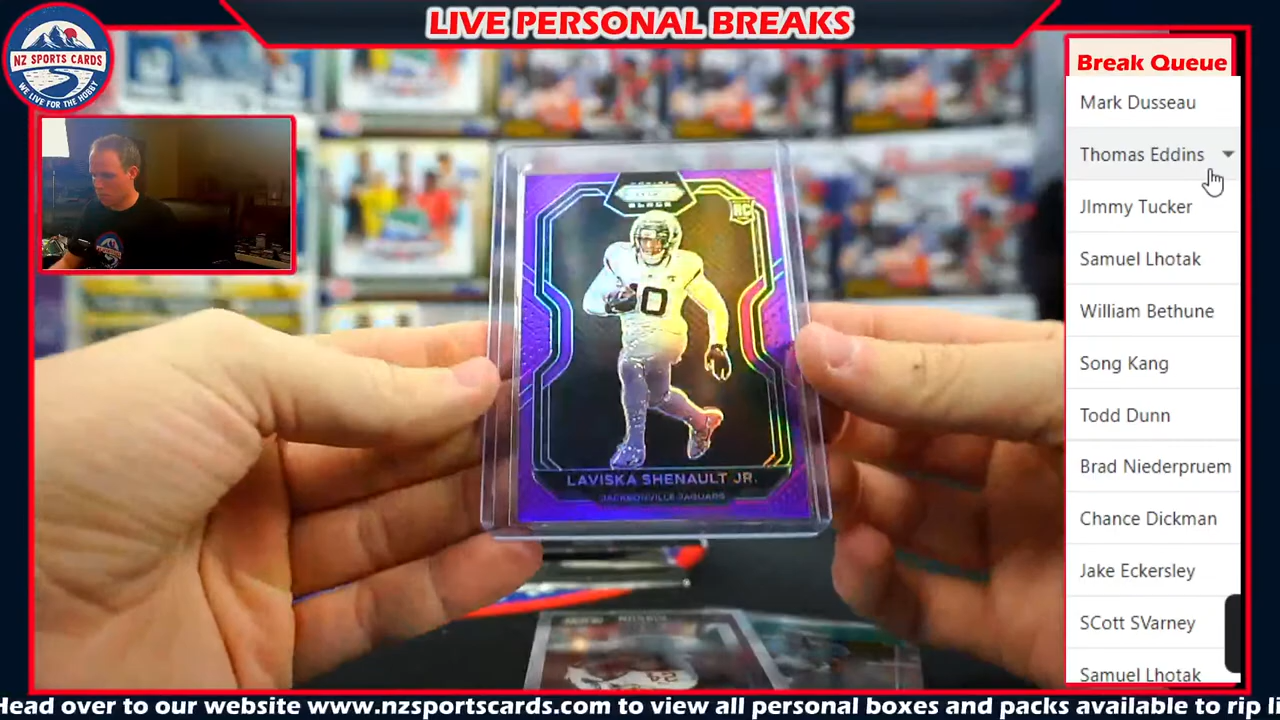 LIVE PERSONAL BREAKS
NZ SPORTS CARDS
WE LIVE FOR THE HOBBY
Break Queue
Mark Dusseau
Thomas Eddins
JImmy Tucker
Samuel Lhotak
William Bethune
Song Kang
Todd Dunn
Brad Niederpruem
Chance Dickman
Jake Eckersley
SCott SVarney
Samuel Lhotak
BLACK
RC
10
LAVISKA SHENAULT JR.
JACKSONVILLE JAGUARS
24
Head over to our website www.nzsportscards.com to view all personal boxes and packs available to rip li